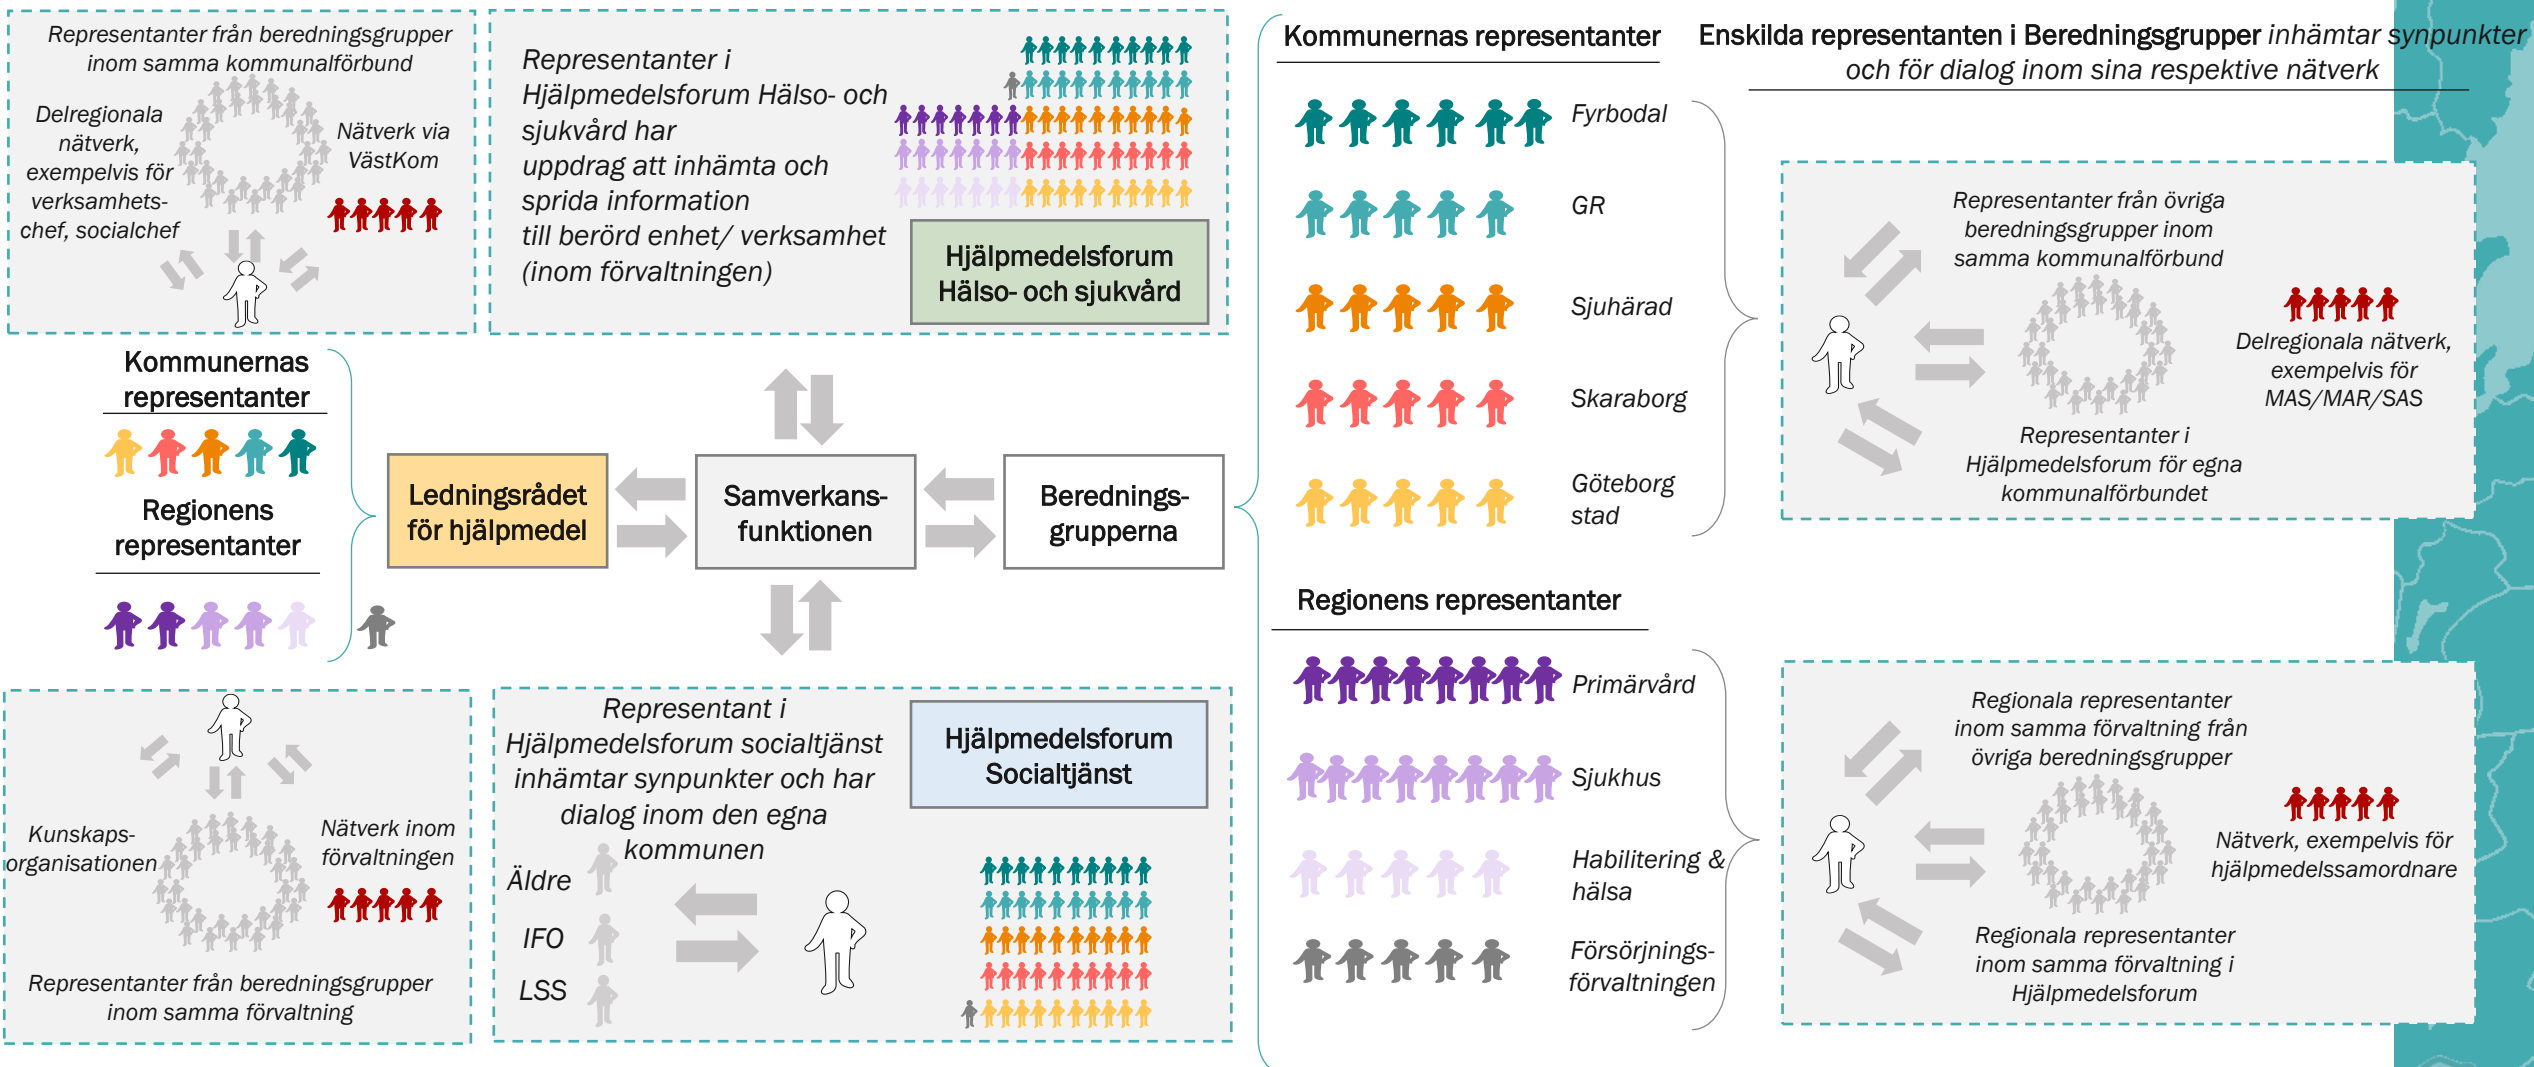 Representanter från beredningsgrupper
inom samma kommunalförbund
Delregionala
nätverk,
exempelvis för
verksamhets-
chef, socialchef
Nätverk via
VästKom
Representanter i
Hjälpmedelsforum Hälso- och
sjukvård har
uppdrag att inhämta och
sprida information
till berörd enhet/ verksamhet
(inom förvaltningen)
Hjälpmedelsforum
Hälso- och sjukvård
Kommunernas
representanter
Regionens
representanter
Ledningsrådet
för hjälpmedel
Samverkans-
funktionen
Berednings-
grupperna
Kunskaps-
organisationen
Nätverk inom
förvaltningen
Representanter från beredningsgrupper
inom samma förvaltning
Representant i
Hjälpmedelsforum socialtjänst
inhämtar synpunkter och har
dialog inom den egna
kommunen
Äldre
IFO
LSS
Hjälpmedelsforum
Socialtjänst
Kommunernas representanter
Fyrbodal
GR
Sjuhärad
Skaraborg
Göteborg
stad
Regionens representanter
Primärvård
Sjukhus
Habilitering &
hälsa
Försörjnings-
förvaltningen
Enskilda representanten i Beredningsgrupper inhämtar synpunkter
och för dialog inom sina respektive nätverk
Representanter från övriga
beredningsgrupper inom
samma kommunalförbund
Delregionala nätverk,
exempelvis för
MAS/MAR/SAS
Representanter i
Hjälpmedelsforum för egna
kommunalförbundet
Regionala representanter
inom samma förvaltning från
övriga beredningsgrupper
Nätverk, exempelvis för
hjälpmedelssamordnare
Regionala representanter
inom samma förvaltning i
Hjälpmedelsforum